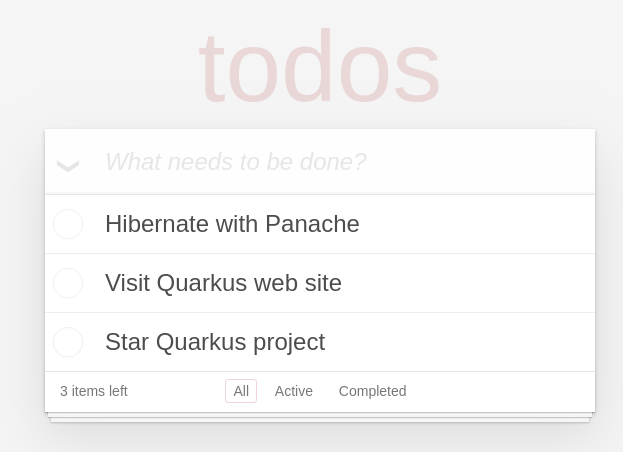 todos
What needs to be done?
Hibernate with Panache
Visit Quarkus web site
Star Quarkus project
3 items left All Active Completed